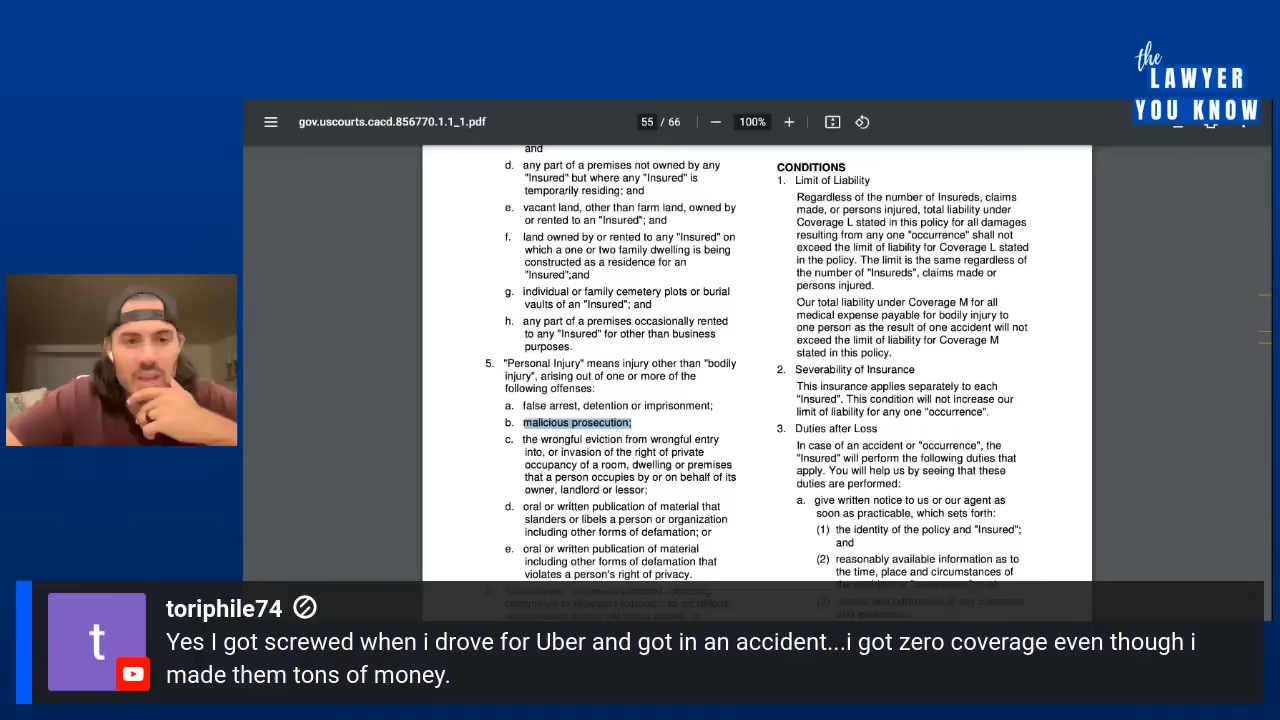 the
LAWYER
YOU KNOW
gov.uscourts.cacd.856770.1.1_1.pdf
55 / 66
100%
and
d. any part of a premises not owned by any
"Insured" but where any "Insured" is
temporarily residing; and
e. vacant land, other than farm land, owned by
or rented to an "Insured"; and
f. land owned by or rented to any "Insured" on
which a one or two family dwelling is being
constructed as a residence for an
"Insured";and
g. individual or family cemetery plots or burial
vaults of an "Insured"; and
h. any part of a premises occasionally rented
to any "Insured" for other than business
purposes.
5. "Personal Injury" means injury other than "bodily
injury", arising out of one or more of the
following offenses:
a. false arrest, detention or imprisonment;
b. malicious prosecution;
c. the wrongful eviction from wrongful entry
into, or invasion of the right of private
occupancy of a room, dwelling or premises
that a person occupies by or on behalf of its
owner, landlord or lessor;
d. oral or written publication of material that
slanders or libels a person or organization
including other forms of defamation; or
e. oral or written publication of material
including other forms of defamation that
violates a person's right of privacy.
CONDITIONS
1. Limit of Liability
Regardless of the number of Insureds, claims
made, or persons injured, total liability under
Coverage L stated in this policy for all damages
resulting from any one "occurrence" shall not
exceed the limit of liability for Coverage L stated
in the policy. The limit is the same regardless of
the number of "Insureds", claims made or
persons injured.
Our total liability under Coverage M for all
medical expense payable for bodily injury to
one person as the result of one accident will not
exceed the limit of liability for Coverage M
stated in this policy.
2. Severability of Insurance
This insurance applies separately to each
"Insured". This condition will not increase our
limit of liability for any one "occurrence".
3. Duties after Loss
In case of an accident or "occurrence", the
"Insured" will perform the following duties that
apply. You will help us by seeing that these
duties are performed:
a. give written notice to us or our agent as
soon as practicable, which sets forth:
(1) the identity of the policy and "Insured";
and
(2) reasonably available information as to
the time, place and circumstances of
t
toriphile74
Yes I got screwed when i drove for Uber and got in an accident...i got zero coverage even though i
made them tons of money.